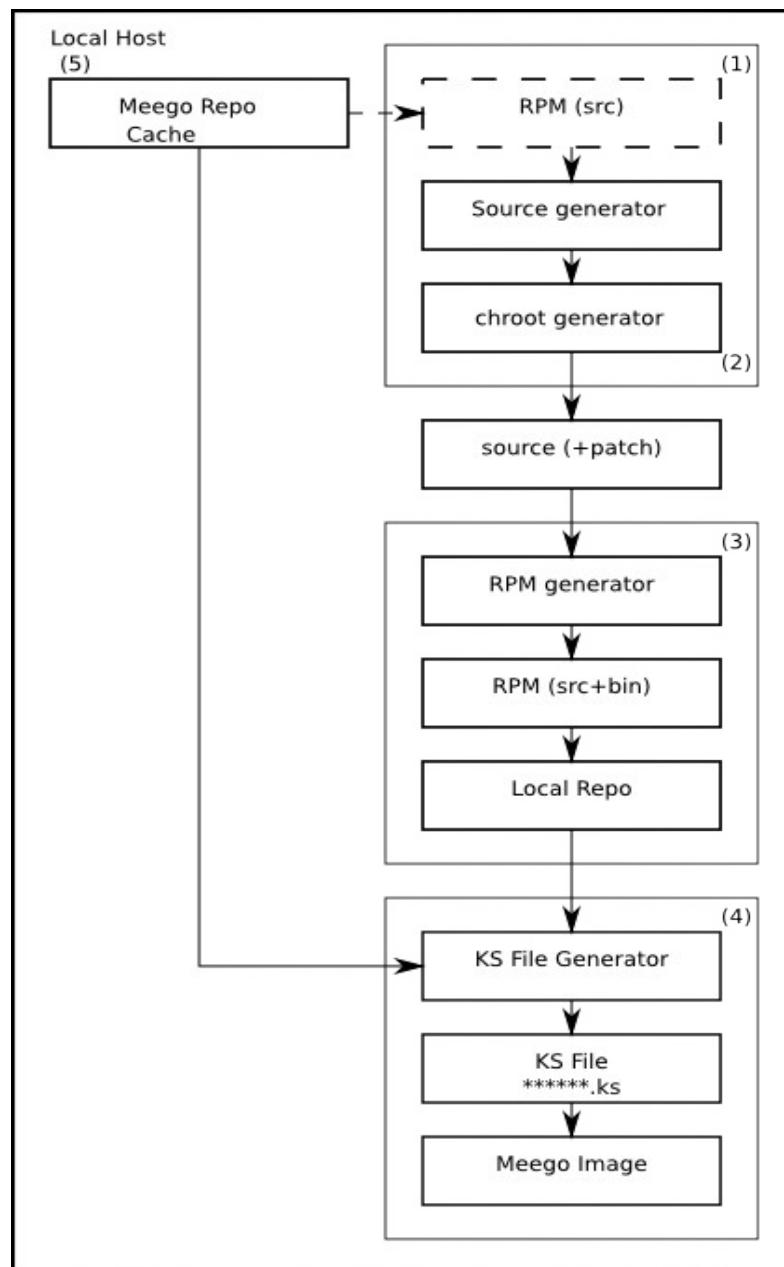 Local Host
(5)
Meego Repo
Cache
(1)
RPM (src)
Source generator
chroot generator
(2)
source (+patch)
(3)
RPM generator
RPM (src+bin)
Local Repo
(4)
KS File Generator
KS File
******.ks
Meego Image